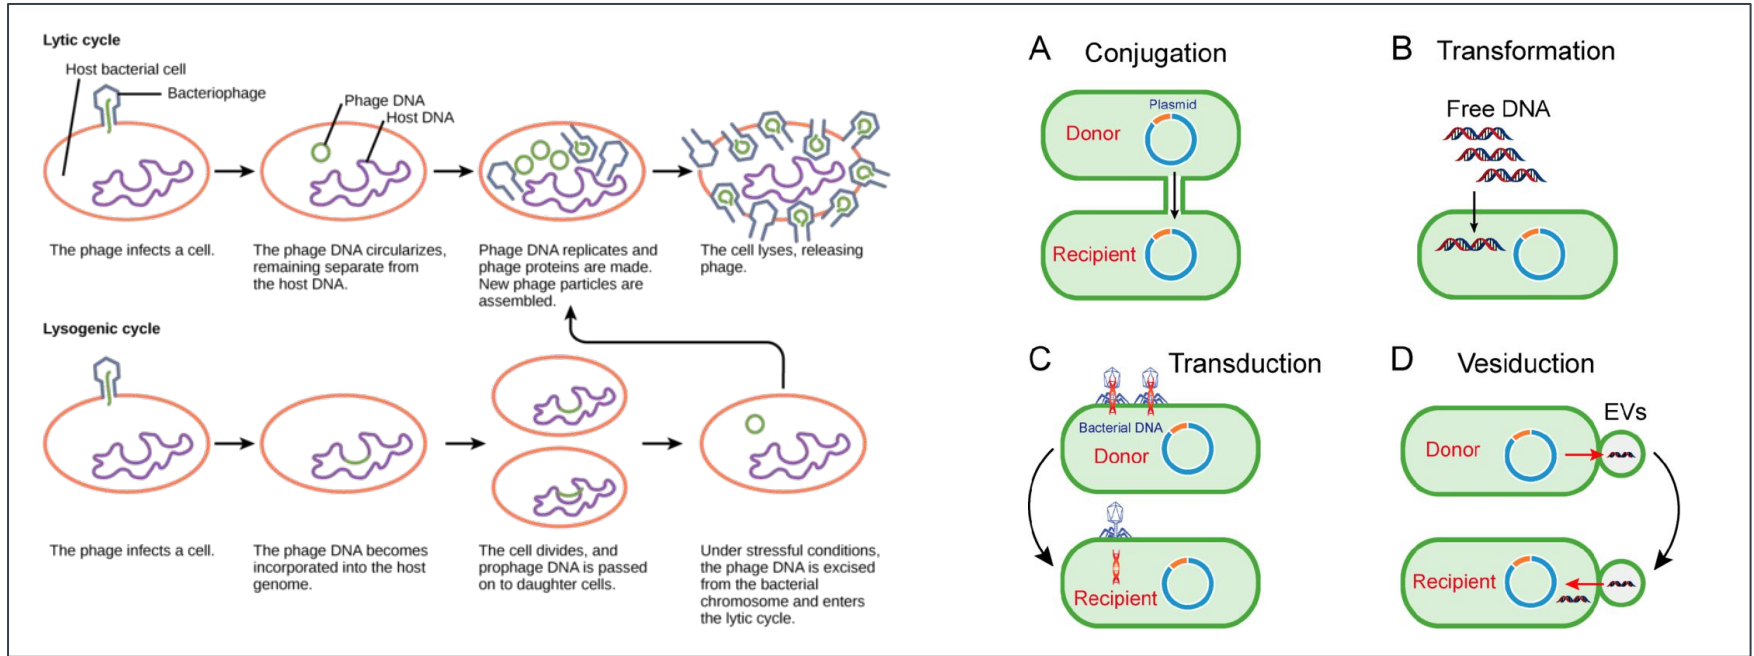 Lytic cycle
Host bacterial cell
Bacteriophage
Phage DNA
Host DNA
The phage infects a cell.
The phage DNA circularizes,
remaining separate from
the host DNA.
Phage DNA replicates and
phage proteins are made.
New phage particles are
assembled.
The cell lyses, releasing
phage.
Lysogenic cycle
The phage infects a cell.
The phage DNA becomes
incorporated into the host
genome.
The cell divides, and
prophage DNA is passed
on to daughter cells.
Under stressful conditions,
the phage DNA is excised
from the bacterial
chromosome and enters
the lytic cycle.
A Conjugation
Plasmid
Donor
Recipient
B Transformation
Free DNA
C Transduction
Bacterial DNA
Donor
Recipient
D Vesiduction
EVs
Donor
Recipient